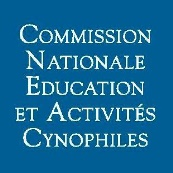 COMMISSION
NATIONALE
EDUCATION
ET ACTIVITÉS
CYNOPHILES